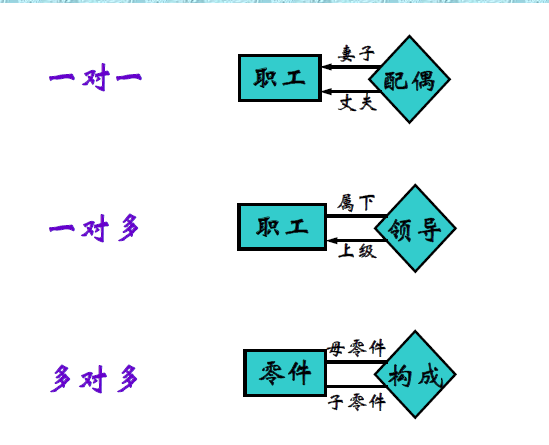 一对一
妻子
职工
配偶
丈夫
一对多
属下
职工
领导
上级
多对多
母零件
零件
构成
子零件